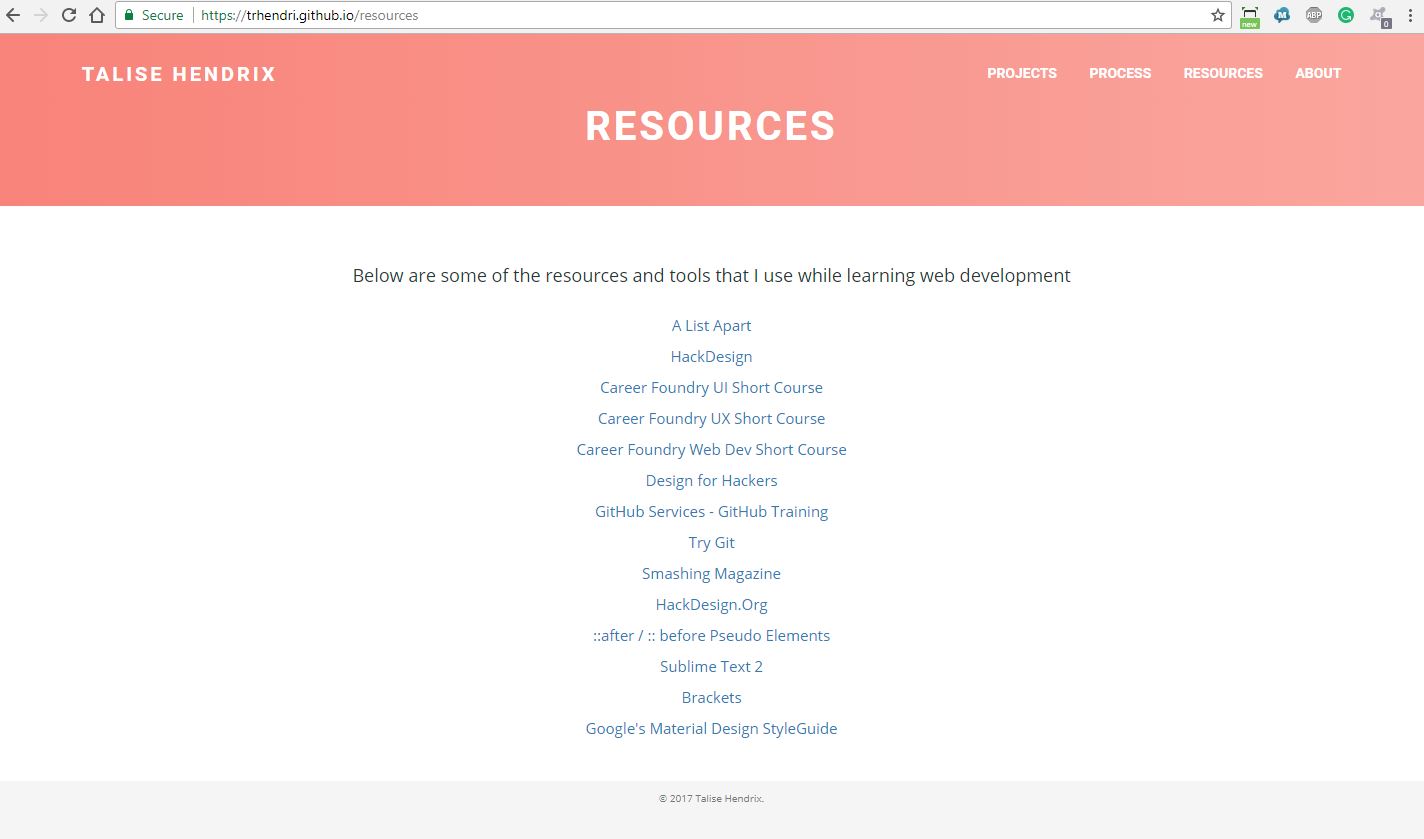 Secure https://trhendri.github.io/resources
new M ABP G 0
TALISE HENDRIX
PROJECTS PROCESS RESOURCES ABOUT
RESOURCES
Below are some of the resources and tools that I use while learning web development
A List Apart
HackDesign
Career Foundry UI Short Course
Career Foundry UX Short Course
Career Foundry Web Dev Short Course
Design for Hackers
GitHub Services - GitHub Training
Try Git
Smashing Magazine
HackDesign.Org
::after / :: before Pseudo Elements
Sublime Text 2
Brackets
Google's Material Design StyleGuide
© 2017 Talise Hendrix.